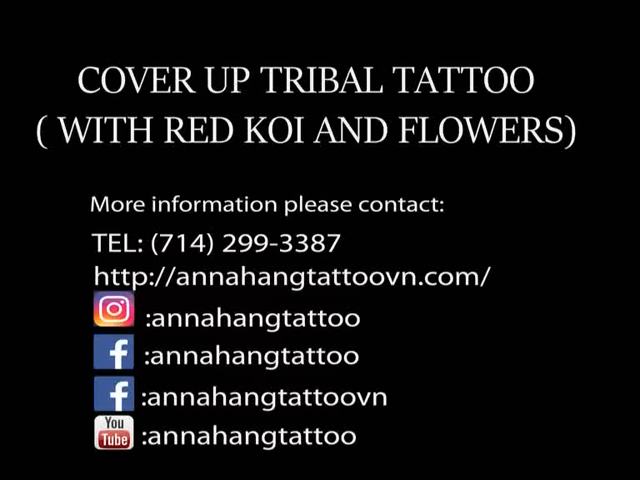 COVER UP TRIBAL TATTOO
( WITH RED KOI AND FLOWERS)
More information please contact:
TEL: (714) 299-3387
http://annahangtattoovn.com/
:annahangtattoo
f :annahangtattoo
f :annahangtattoovn
You
Tube :annahangtattoo